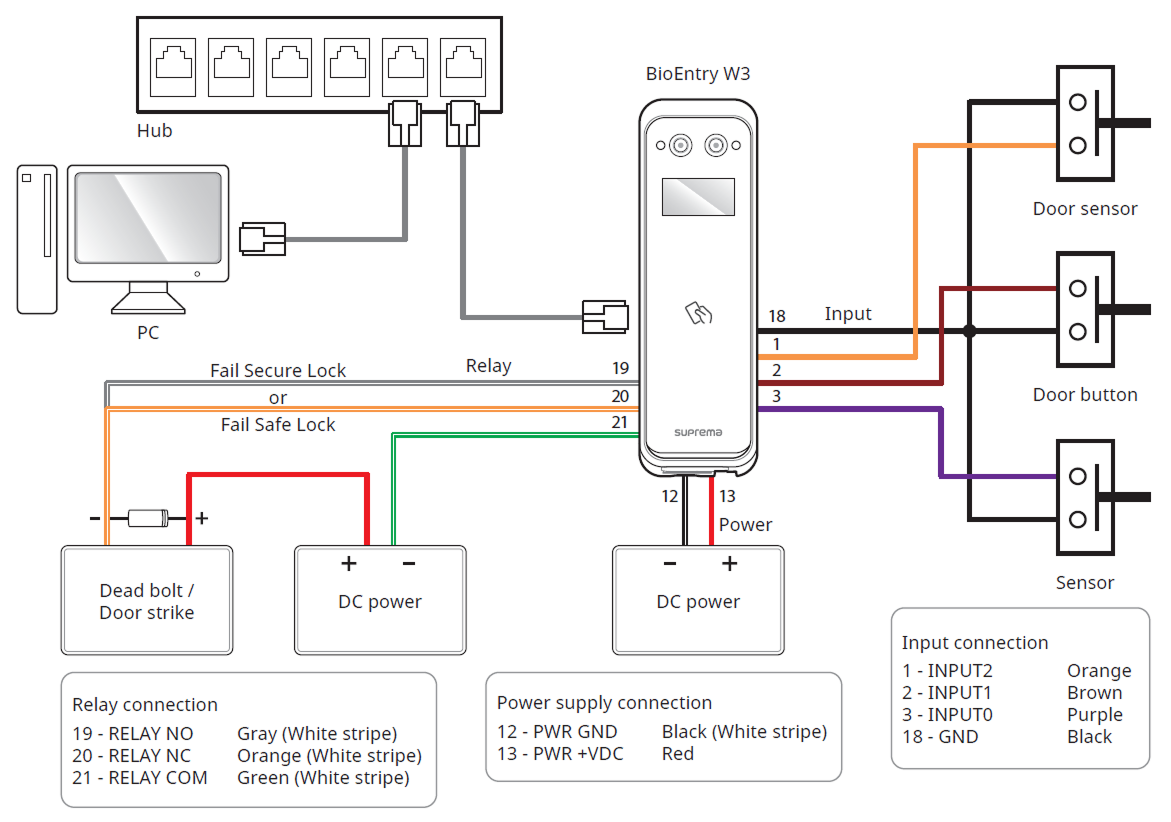 BioEntry W3
Hub
Door sensor
PC
18
Input
1
2
3
Fail Secure Lock
or
Fail Safe Lock
Relay
19
20
21
Door button
suprema
12
13
Power
- +
Dead bolt /
Door strike
+ -
DC power
- +
DC power
Sensor
Relay connection
19 - RELAY NO Gray (White stripe)
20 - RELAY NC Orange (White stripe)
21 - RELAY COM Green (White stripe)
Power supply connection
12 - PWR GND Black (White stripe)
13 - PWR +VDC Red
Input connection
1 - INPUT2 Orange
2 - INPUT1 Brown
3 - INPUT0 Purple
18 - GND Black